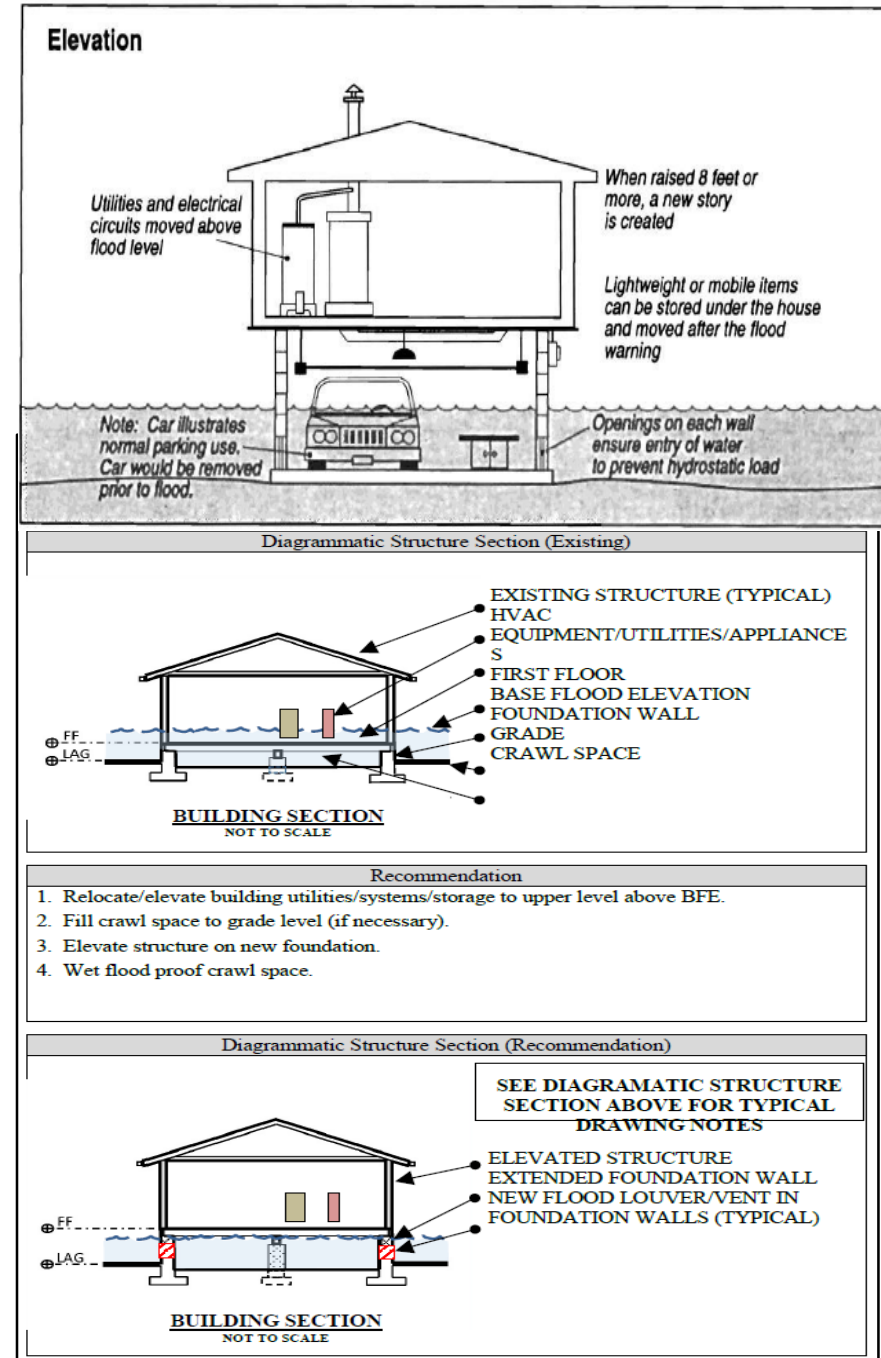 Elevation
Utilities and electrical
circuits moved above
flood level
When raised 8 feet or
more, a new story
is created
Lightweight or mobile items
can be stored under the house
and moved after the flood
warning
Note: Car illustrates
normal parking use.
Car would be removed
prior to flood.
Openings on each wall
ensure entry of water
to prevent hydrostatic load
Diagrammatic Structure Section (Existing)
EXISTING STRUCTURE (TYPICAL)
HVAC
EQUIPMENT/UTILITIES/APPLIANCE
S
FIRST FLOOR
BASE FLOOD ELEVATION
FOUNDATION WALL
GRADE
CRAWL SPACE
FF
LAG
BUILDING SECTION
NOT TO SCALE
Recommendation
1. Relocate/elevate building utilities/systems/storage to upper level above BFE.
2. Fill crawl space to grade level (if necessary).
3. Elevate structure on new foundation.
4. Wet flood proof crawl space.
Diagrammatic Structure Section (Recommendation)
SEE DIAGRAMATIC STRUCTURE
SECTION ABOVE FOR TYPICAL
DRAWING NOTES
ELEVATED STRUCTURE
EXTENDED FOUNDATION WALL
NEW FLOOD LOUVER/VENT IN
FOUNDATION WALLS (TYPICAL)
FF
LAG
BUILDING SECTION
NOT TO SCALE